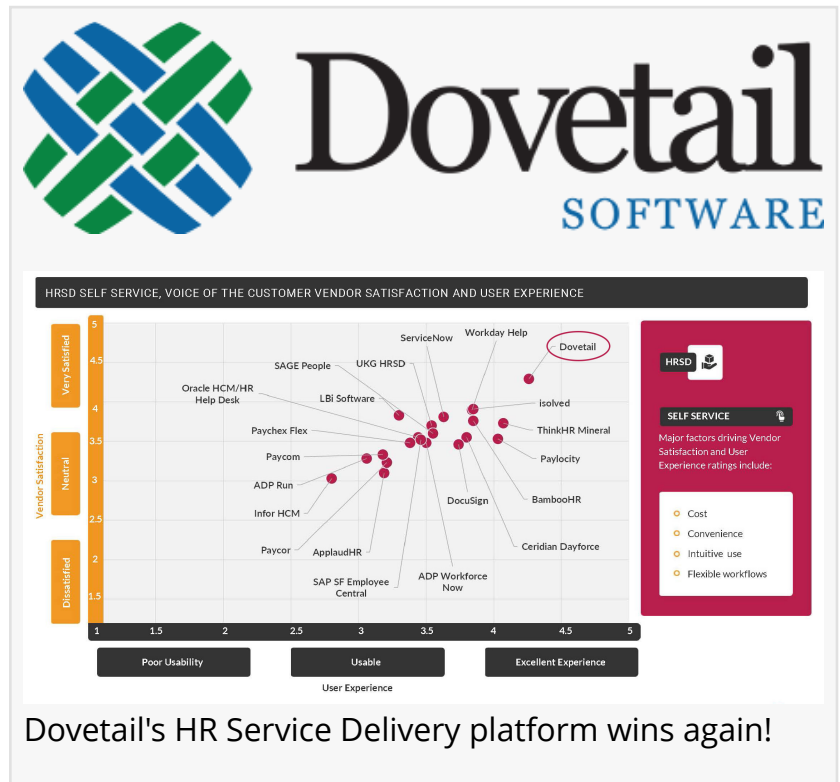 Dovetail
SOFTWARE
HRSD SELF SERVICE, VOICE OF THE CUSTOMER VENDOR SATISFACTION AND USER EXPERIENCE
Vendor Satisfaction
Very Satisfied
Neutral
Dissatisfied
5
4.5
4
3.5
3
2.5
2
1.5
ServiceNow
Workday Help
Dovetail
SAGE People
UKG HRSD
Oracle HCM/HR
Help Desk
LBi Software
isolved
Paychex Flex
ThinkHR Mineral
Paycom
Paylocity
ADP Run
Infor HCM
DocuSign
BambooHR
Paycor
ApplaudHR
Ceridian Dayforce
SAP SF Employee
Central
ADP Workforce
Now
1
1.5
2
2.5
3
3.5
4
4.5
5
Poor Usability
Usable
Excellent Experience
User Experience
HRSD
SELF SERVICE
Major factors driving Vendor
Satisfaction and User
Experience ratings include:
Cost
Convenience
Intuitive use
Flexible workflows
Dovetail's HR Service Delivery platform wins again!